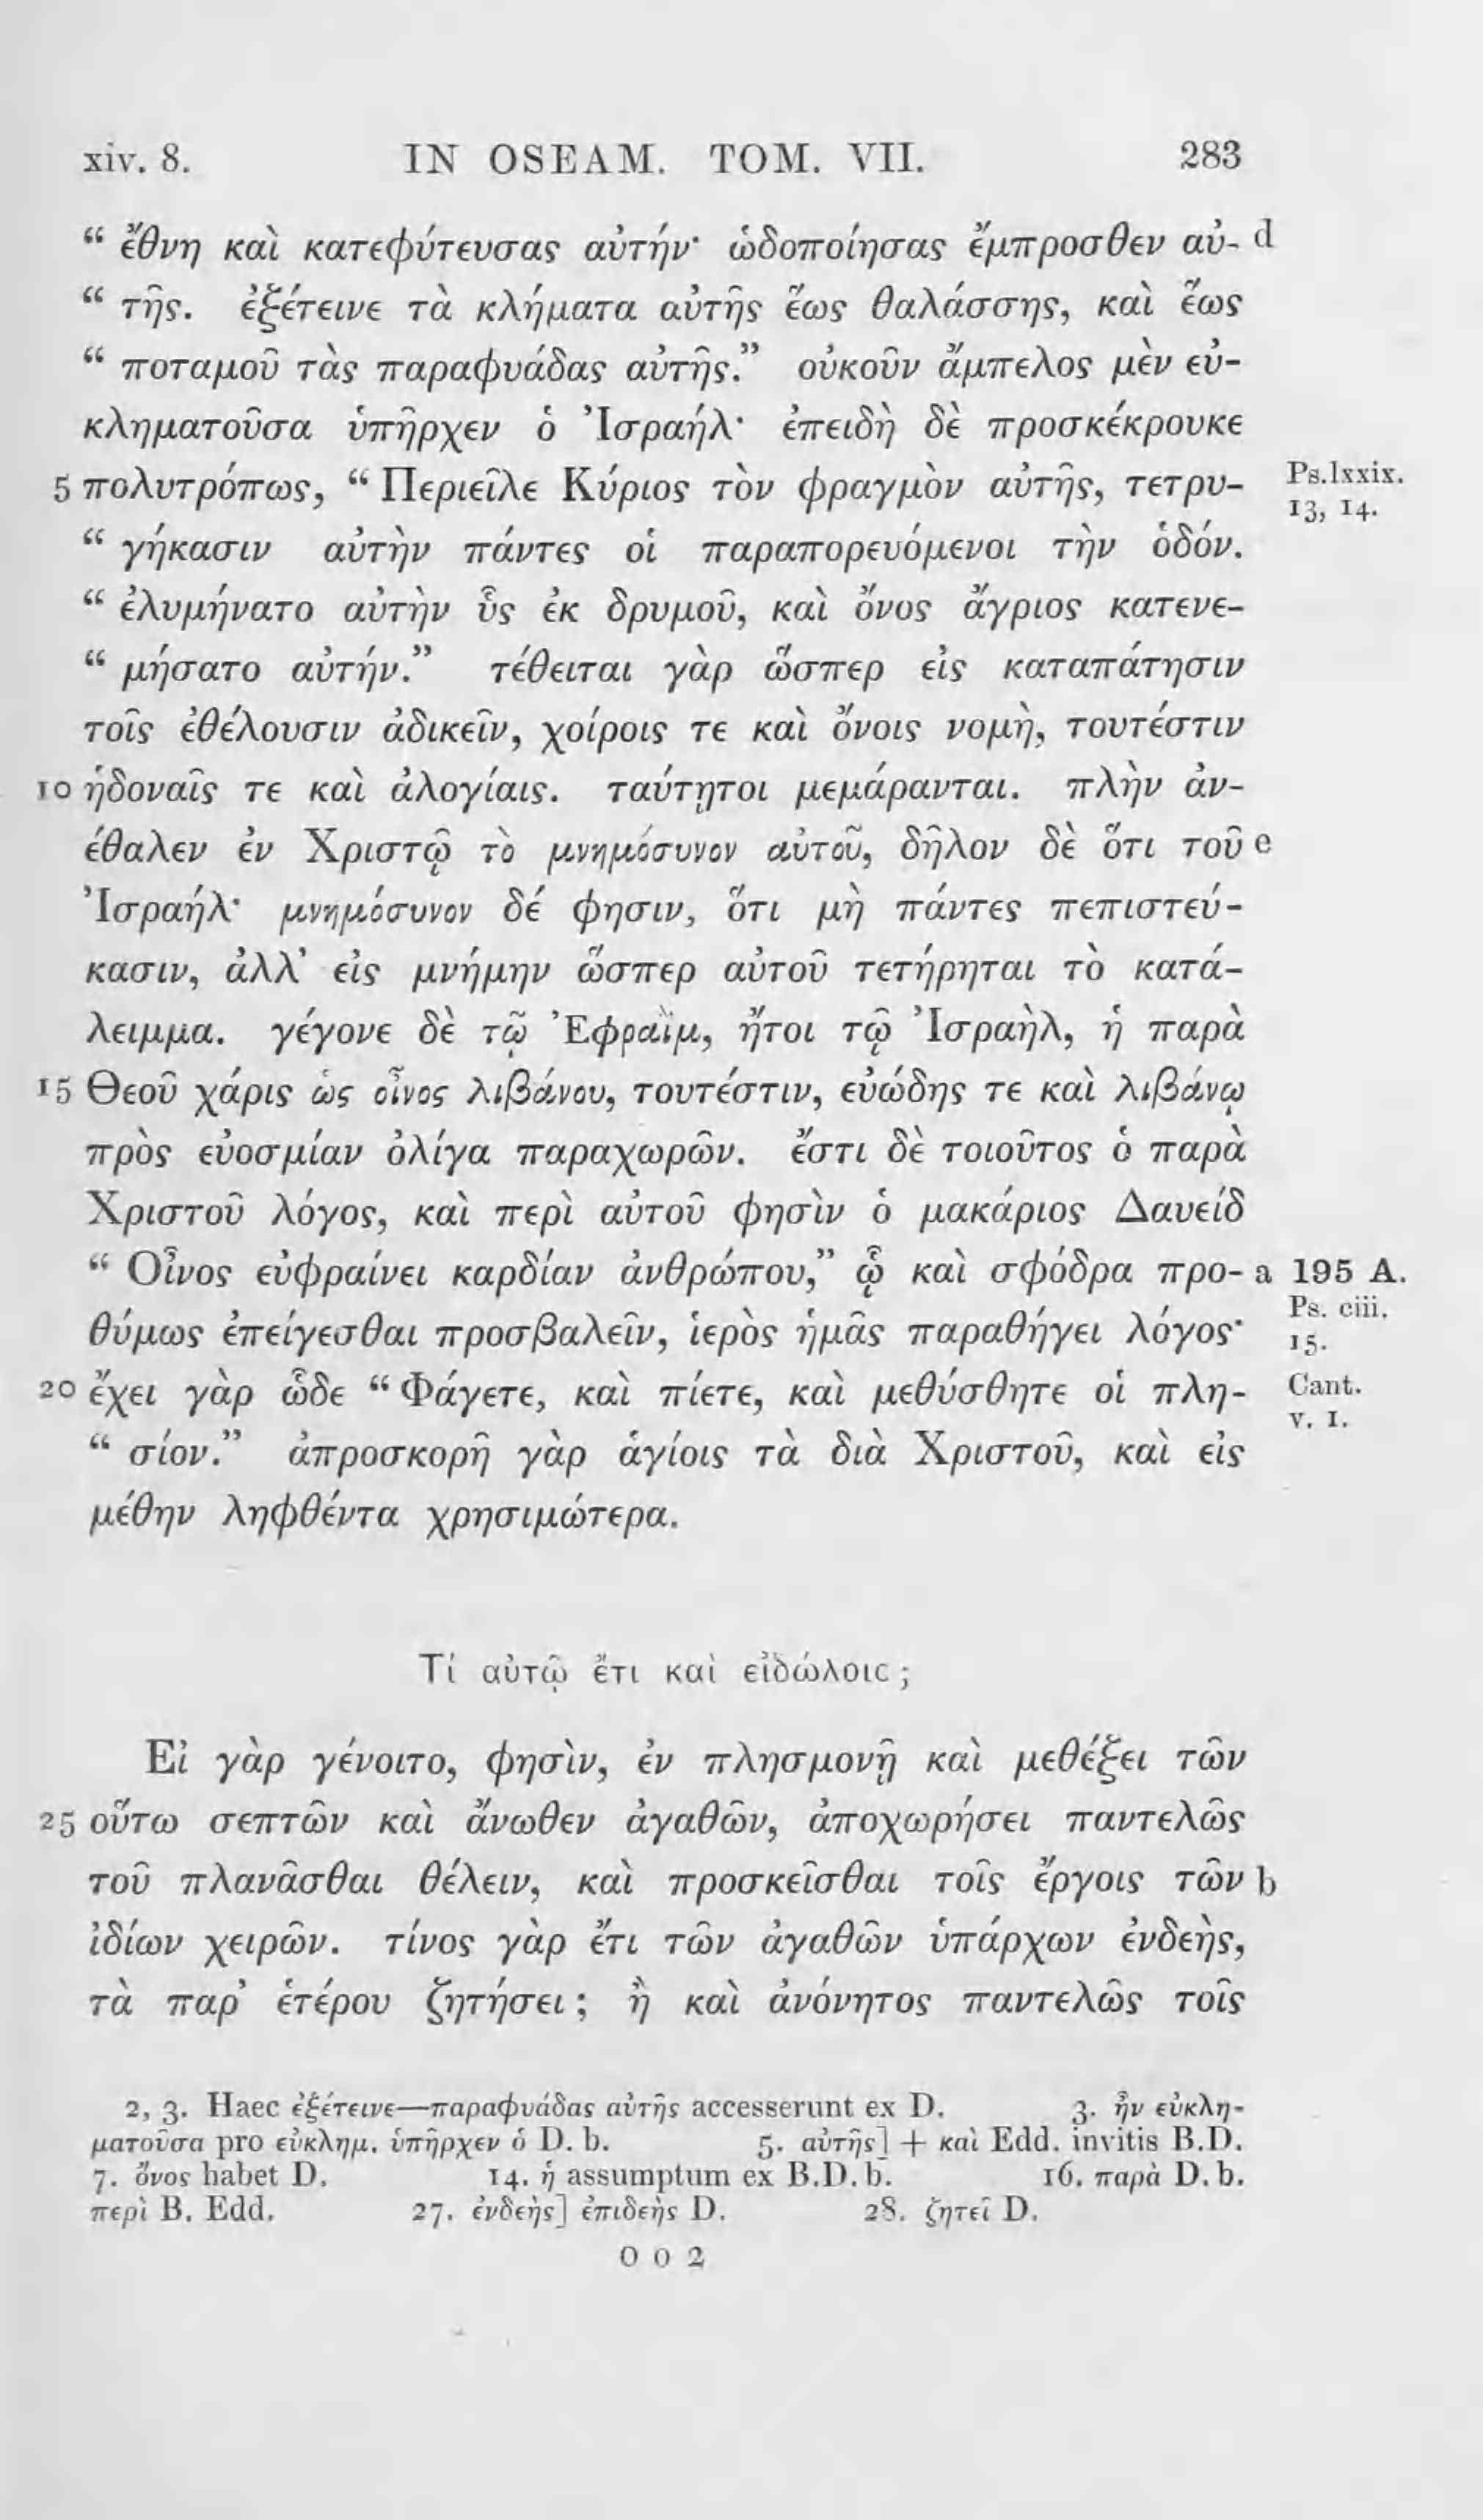 xiv. 8. IN OSEAM. TOM. VII. 283
“ ἔθνη καὶ κατεφύτευσας αὐτήν· ὡδοποίησας ἔμπροσθεν αὐ- d
“ τῆς. ἐξέτεινε τὰ κλήματα αὐτῆς ἕως θαλάσσης, καὶ ἕως
“ ποταμοῦ τὰς παραφυάδας αὐτῆς.” οὐκοῦν ἄμπελος μὲν εὐ-
κληματοῦσα ὑπῆρχεν ὁ Ἰσραήλ· ἐπειδὴ δὲ προσκέκρουκε
5 πολυτρόπως, “ Περιεῖλε Κύριος τὸν φραγμὸν αὐτῆς, τετρυ- Ps.lxxix. 13, 14.
“ γήκασιν αὐτὴν πάντες οἱ παραπορευόμενοι τὴν ὁδόν.
“ ἐλυμήνατο αὐτὴν ὗς ἐκ δρυμοῦ, καὶ ὄνος ἄγριος κατενε-
“ μήσατο αὐτήν.” τέθειται γὰρ ὥσπερ εἰς καταπάτησιν
τοῖς ἐθέλουσιν ἀδικεῖν, χοίροις τε καὶ ὄνοις νομὴ, τουτέστιν
10 ἡδοναῖς τε καὶ ἀλογίαις. ταύτῃτοι μεμάρανται. πλὴν ἀν-
έθαλεν ἐν Χριστῷ τὸ μνημόσυνον αὐτοῦ, δῆλον δὲ ὅτι τοῦ e
Ἰσραήλ· μνημόσυνον δέ φησιν, ὅτι μὴ πάντες πεπιστεύ-
κασιν, ἀλλ’ εἰς μνήμην ὥσπερ αὐτοῦ τετήρηται τὸ κατά-
λειμμα. γέγονε δὲ τῷ Ἐφραῒμ, ἤτοι τῷ Ἰσραὴλ, ἡ παρὰ
15 Θεοῦ χάρις ὡς οἶνος λιβάνου, τουτέστιν, εὐώδης τε καὶ λιβάνῳ
πρὸς εὐοσμίαν ὀλίγα παραχωρῶν. ἔστι δὲ τοιοῦτος ὁ παρὰ
Χριστοῦ λόγος, καὶ περὶ αὐτοῦ φησὶν ὁ μακάριος Δαυείδ
“ Οἶνος εὐφραίνει καρδίαν ἀνθρώπου,” ᾧ καὶ σφόδρα προ- a 195 A.
θύμως ἐπείγεσθαι προσβαλεῖν, ἱερὸς ἡμᾶς παραθήγει λόγος· Ps. ciii. 15.
20 ἔχει γὰρ ὧδε “ Φάγετε, καὶ πίετε, καὶ μεθύσθητε οἱ πλη- Cant. v. 1.
“ σίον.” ἀπροσκορῆ γὰρ ἁγίοις τὰ διὰ Χριστοῦ, καὶ εἰς
μέθην ληφθέντα χρησιμώτερα.
Τί αὐτῷ ἔτι καὶ εἰδώλοις ;
Εἰ γὰρ γένοιτο, φησὶν, ἐν πλησμονῇ καὶ μεθέξει τῶν
25 οὕτω σεπτῶν καὶ ἄνωθεν ἀγαθῶν, ἀποχωρήσει παντελῶς
τοῦ πλανᾶσθαι θέλειν, καὶ προσκεῖσθαι τοῖς ἔργοις τῶν b
ἰδίων χειρῶν. τίνος γὰρ ἔτι τῶν ἀγαθῶν ὑπάρχων ἐνδεὴς,
τὰ παρ’ ἑτέρου ζητήσει ; ἢ καὶ ἀνόνητος παντελῶς τοῖς
2, 3. Haec ἐξέτεινε—παραφυάδας αὐτῆς accesserunt ex D. 3. ἦν εὐκλη-
ματοῦσα pro εὐκλημ. ὑπῆρχεν ὁ D. b. 5. αὐτῆς] + καὶ Edd. invitis B.D.
7. ὄνος habet D. 14. ἡ assumptum ex B.D. b. 16. παρὰ D. b.
περὶ B. Edd. 27. ἐνδεὴς] ἐπιδεὴς D. 28. ζητεῖ D.
O O 2